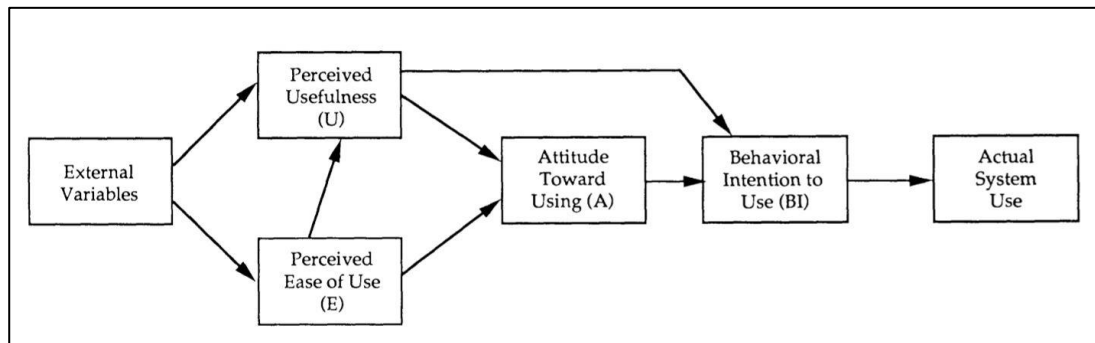 External
Variables
Perceived
Usefulness
(U)
Perceived
Ease of Use
(E)
Attitude
Toward
Using (A)
Behavioral
Intention to
Use (BI)
Actual
System
Use